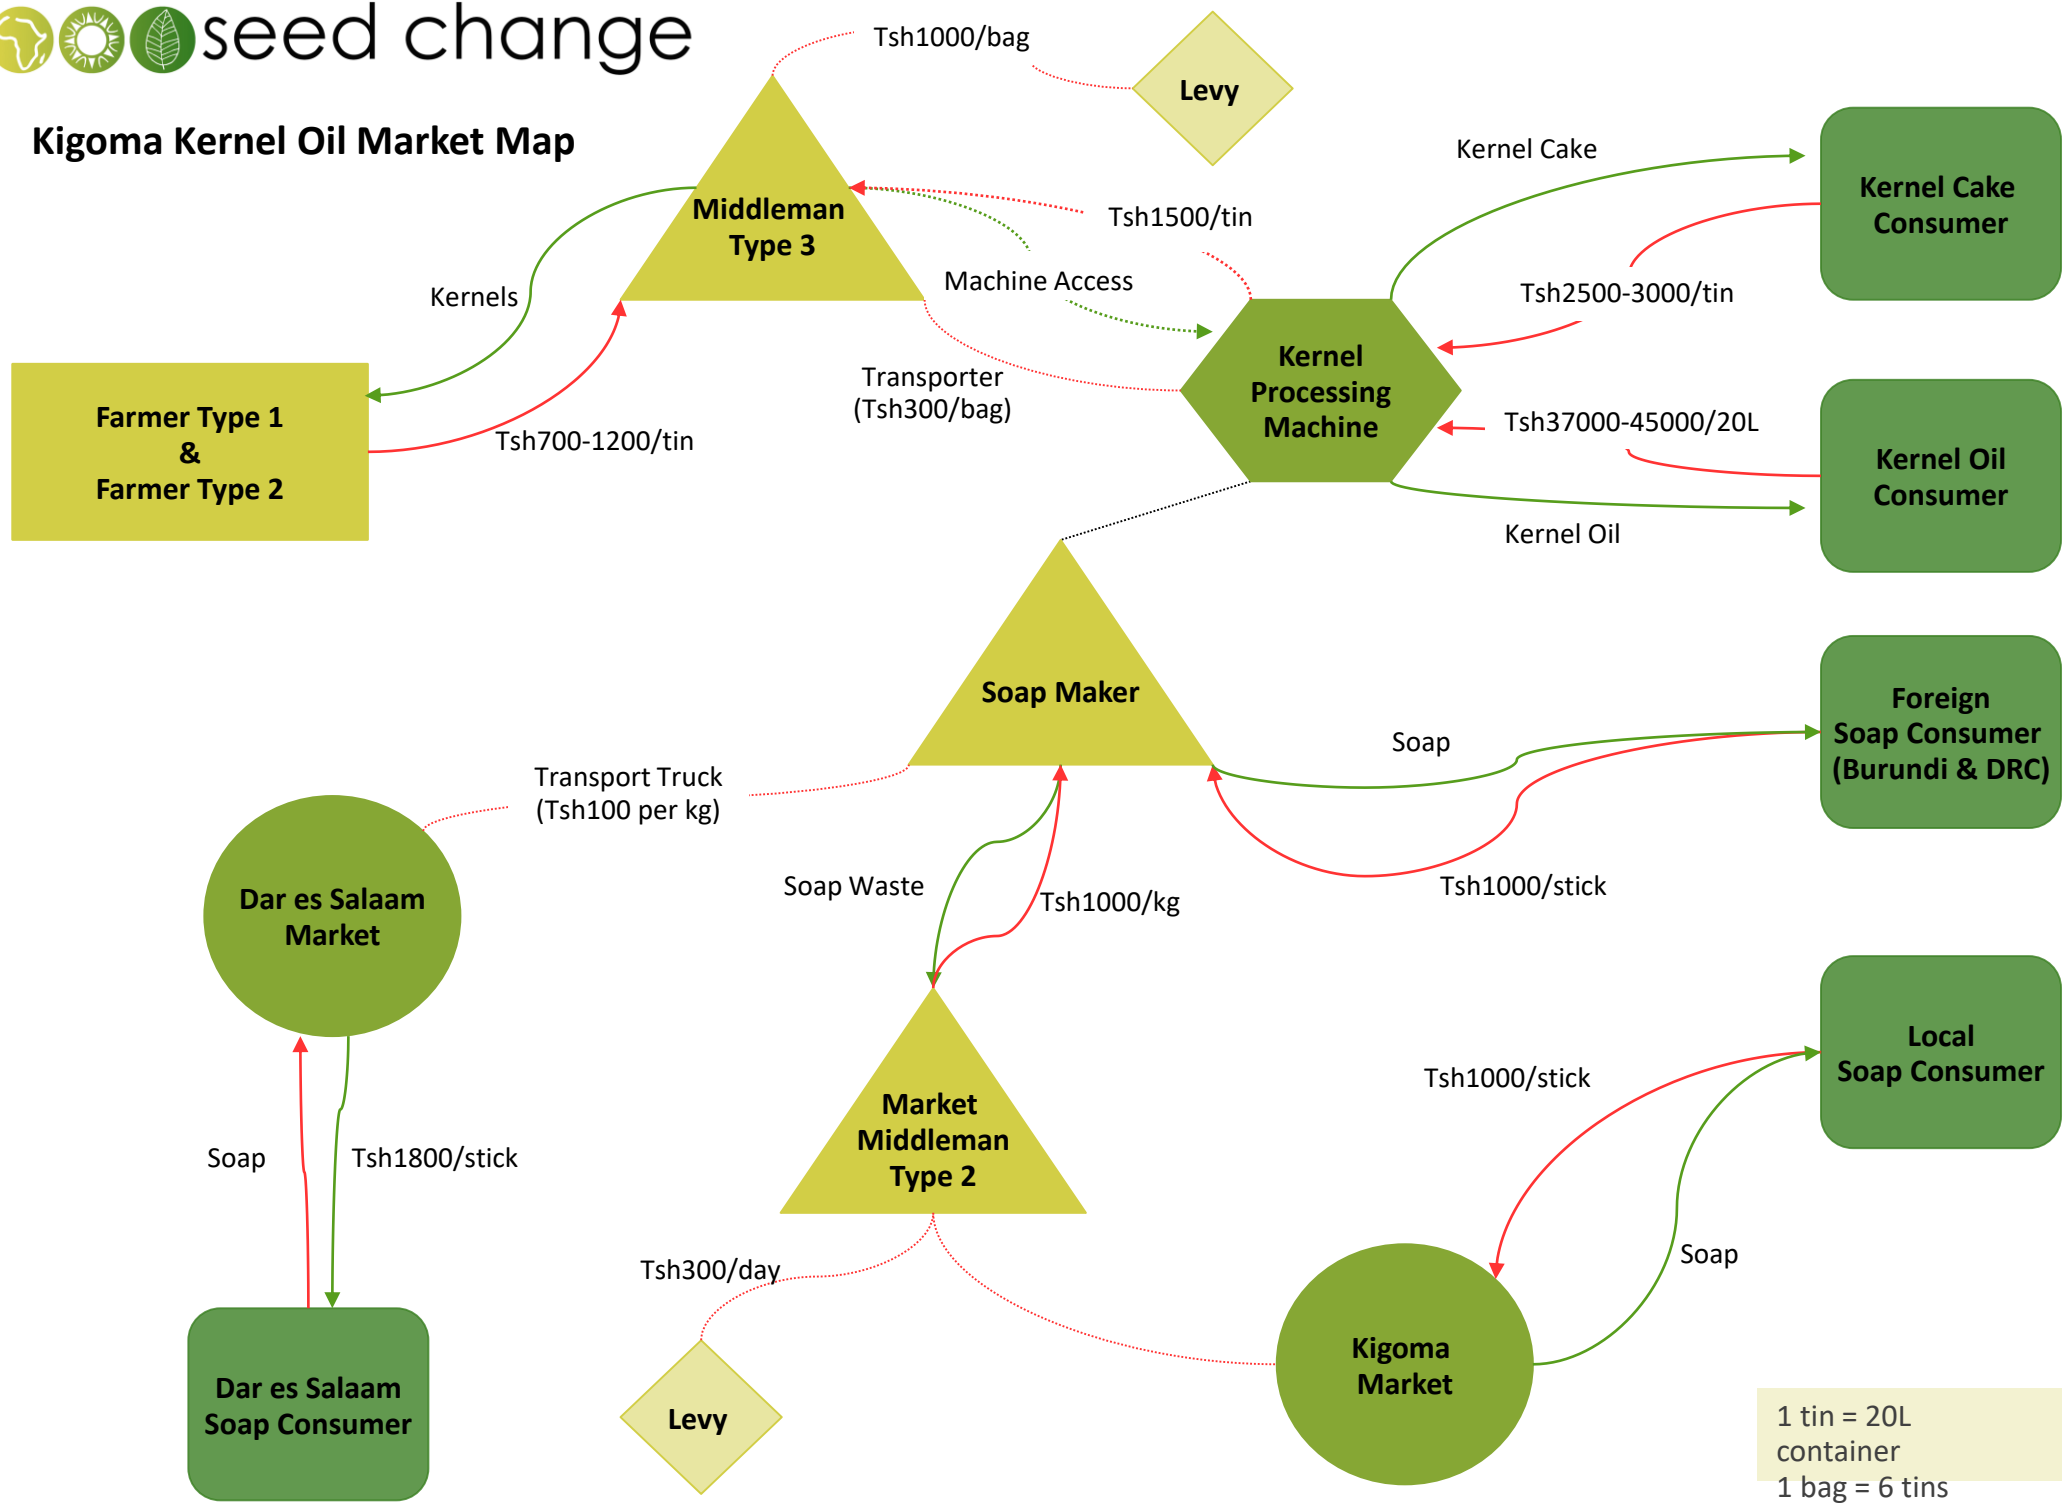 seed change
Tsh1000/bag
Levy
Kigoma Kernel Oil Market Map
Kernel Cake
Kernel Cake
Consumer
Middleman
Type 3
Tsh1500/tin
Machine Access
Kernels
Tsh2500-3000/tin
Kernel
Processing
Machine
Transporter
(Tsh300/bag)
Farmer Type 1
&
Farmer Type 2
Tsh700-1200/tin
Tsh37000-45000/20L
Kernel Oil
Consumer
Kernel Oil
Soap Maker
Soap
Foreign
Soap Consumer
(Burundi & DRC)
Transport Truck
(Tsh100 per kg)
Dar es Salaam
Market
Soap Waste
Tsh1000/kg
Tsh1000/stick
Local
Soap Consumer
Tsh1000/stick
Market
Middleman
Type 2
Soap
Tsh1800/stick
Soap
Tsh300/day
Kigoma
Market
Dar es Salaam
Soap Consumer
Levy
1 tin = 20L
container
1 bag = 6 tins